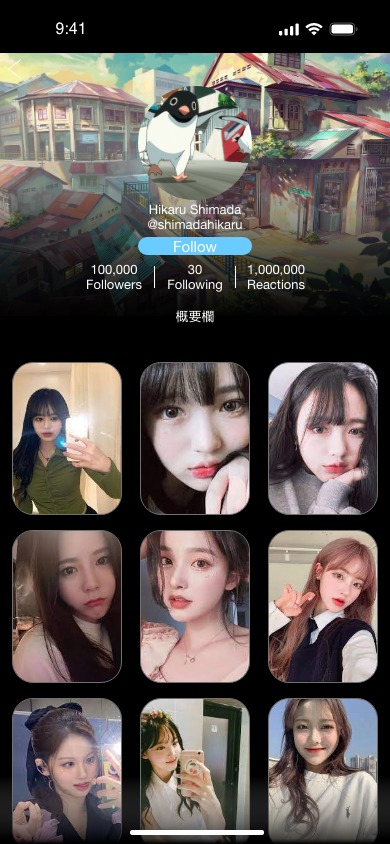 9:41
Hikaru Shimada
@shimadahikaru
Follow
100,000 30 1,000,000
Followers Following Reactions
概要欄